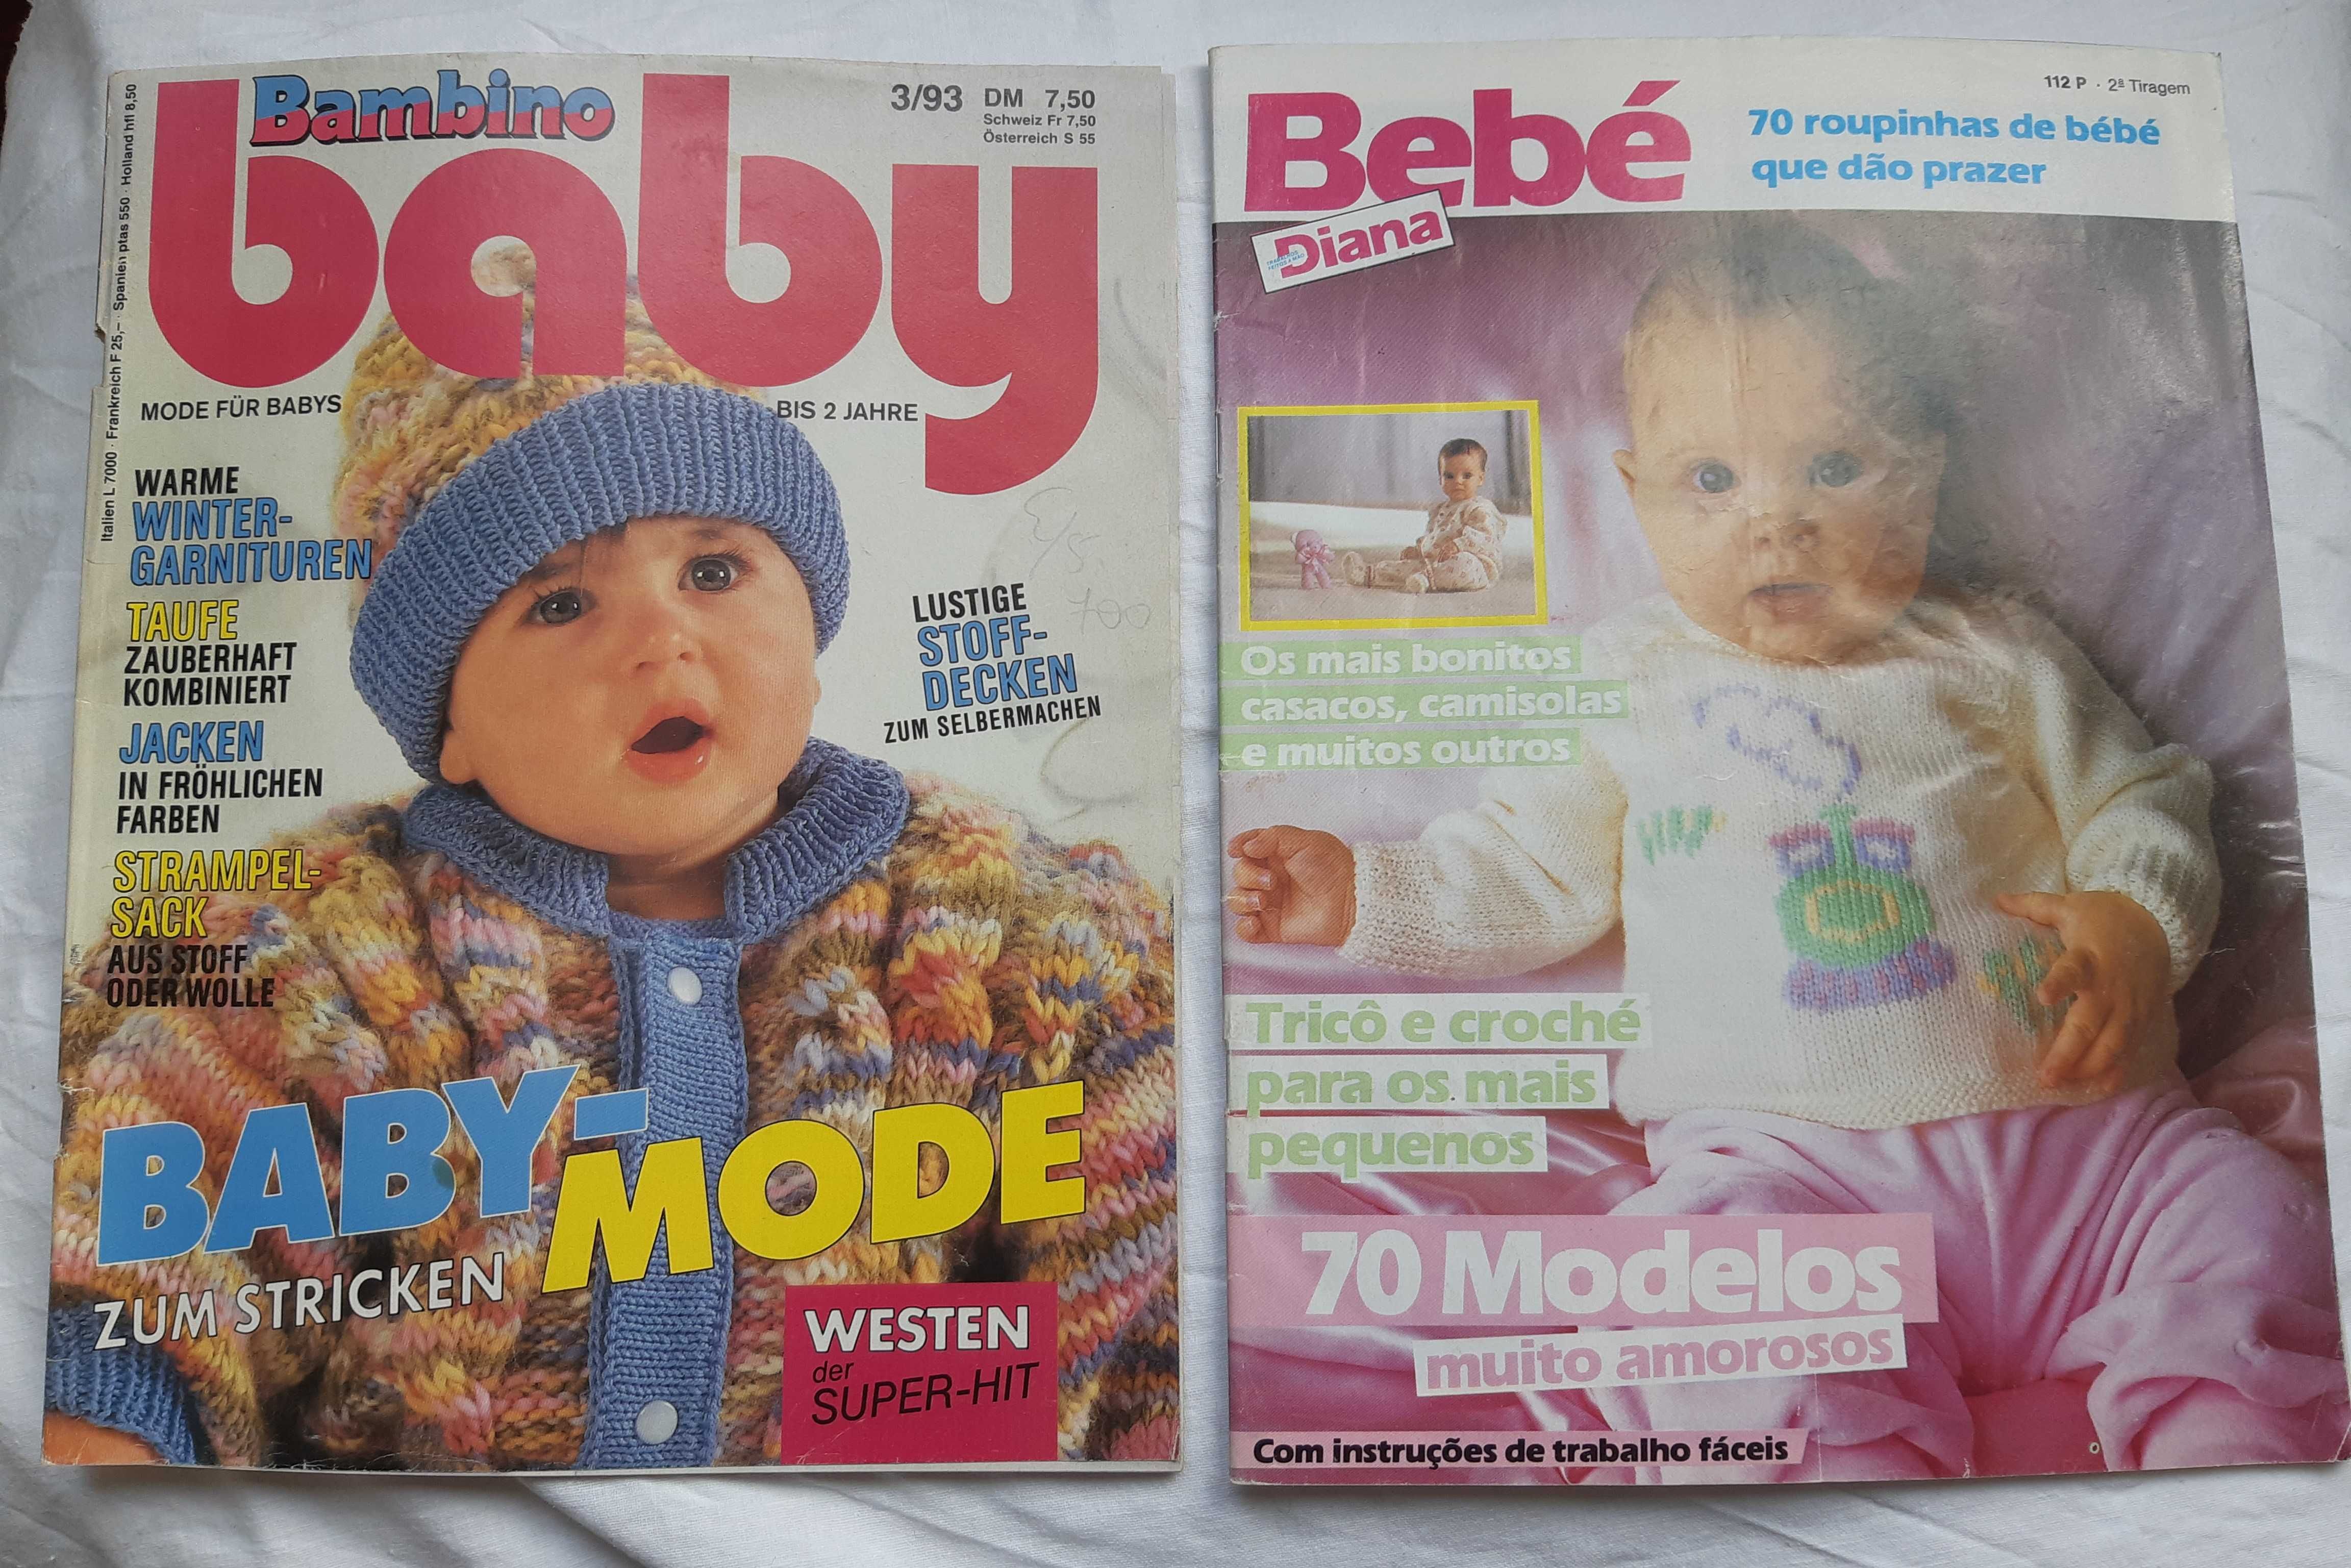 Bambino
baby
3/93 DM 7,50
Schweiz Fr 7,50
Österreich S 55
Italien L 7000 · Frankreich F 25,– · Spanien ptas 550 · Holland hfl 8,50
MODE FÜR BABYS BIS 2 JAHRE
WARME
WINTER-
GARNITUREN
TAUFE
ZAUBERHAFT
KOMBINIERT
JACKEN
IN FRÖHLICHEN
FARBEN
STRAMPEL-
SACK
AUS STOFF
ODER WOLLE
LUSTIGE
STOFF-
DECKEN
ZUM SELBERMACHEN
BABY-
MODE
ZUM STRICKEN
WESTEN
der
SUPER-HIT
112 P · 2ª Tiragem
Bebé
Diana
70 roupinhas de bébé
que dão prazer
Os mais bonitos
casacos, camisolas
e muitos outros
Tricô e croché
para os mais
pequenos
70 Modelos
muito amorosos
Com instruções de trabalho fáceis